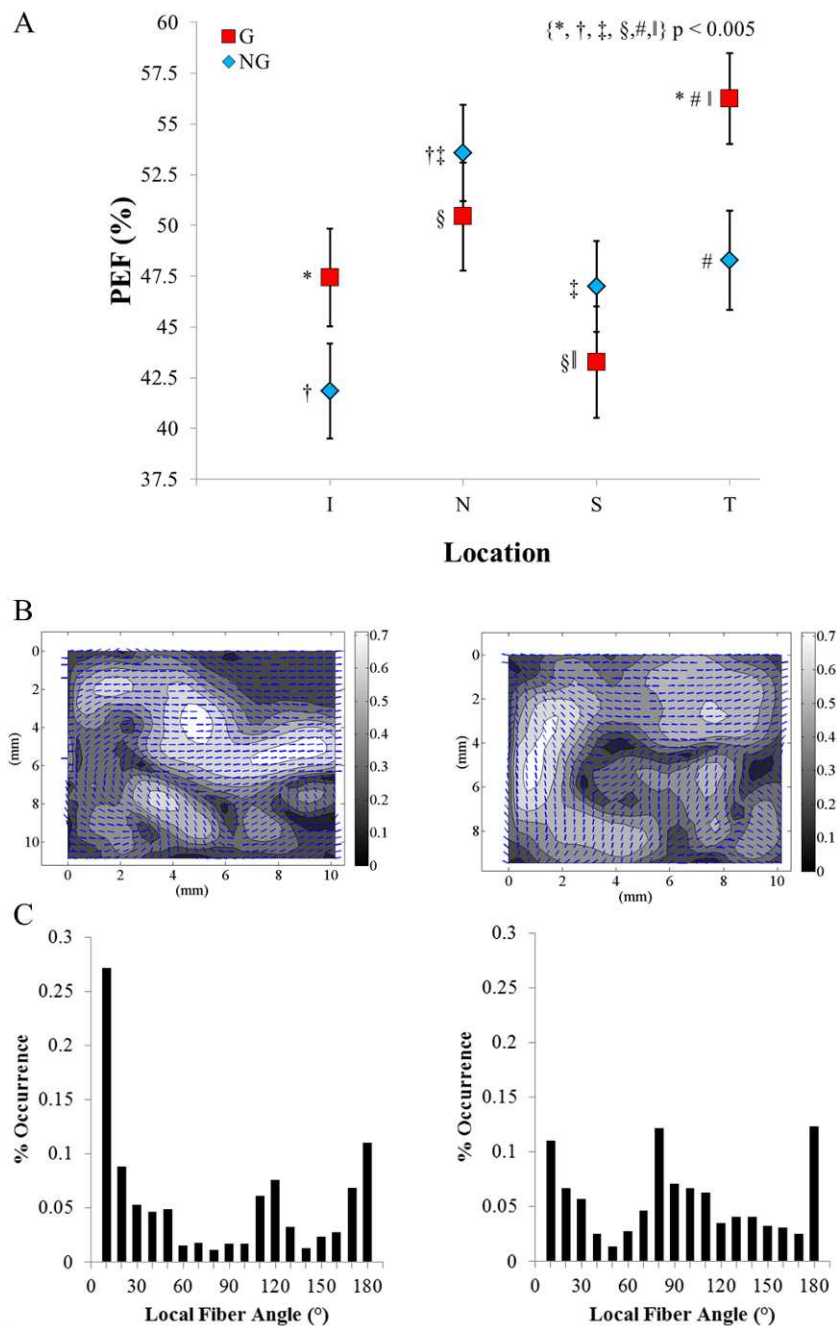 A
60
57.5
55
52.5
50
47.5
45
42.5
40
37.5
PEF (%)
G
NG
{*, †, ‡, §,#,‖} p < 0.005
*
†
†‡
§
‡
§‖
* # ‖
#
I N S T
Location
B
0
2
4
6
8
10
(mm)
0 2 4 6 8 10
(mm)
0.7
0.6
0.5
0.4
0.3
0.2
0.1
0
0
2
4
6
8
(mm)
0 2 4 6 8 10
(mm)
0.7
0.6
0.5
0.4
0.3
0.2
0.1
0
C
0.3
0.25
0.2
0.15
0.1
0.05
0
% Occurrence
0 30 60 90 120 150 180
Local Fiber Angle (°)
0.3
0.25
0.2
0.15
0.1
0.05
0
% Occurrence
0 30 60 90 120 150 180
Local Fiber Angle (°)